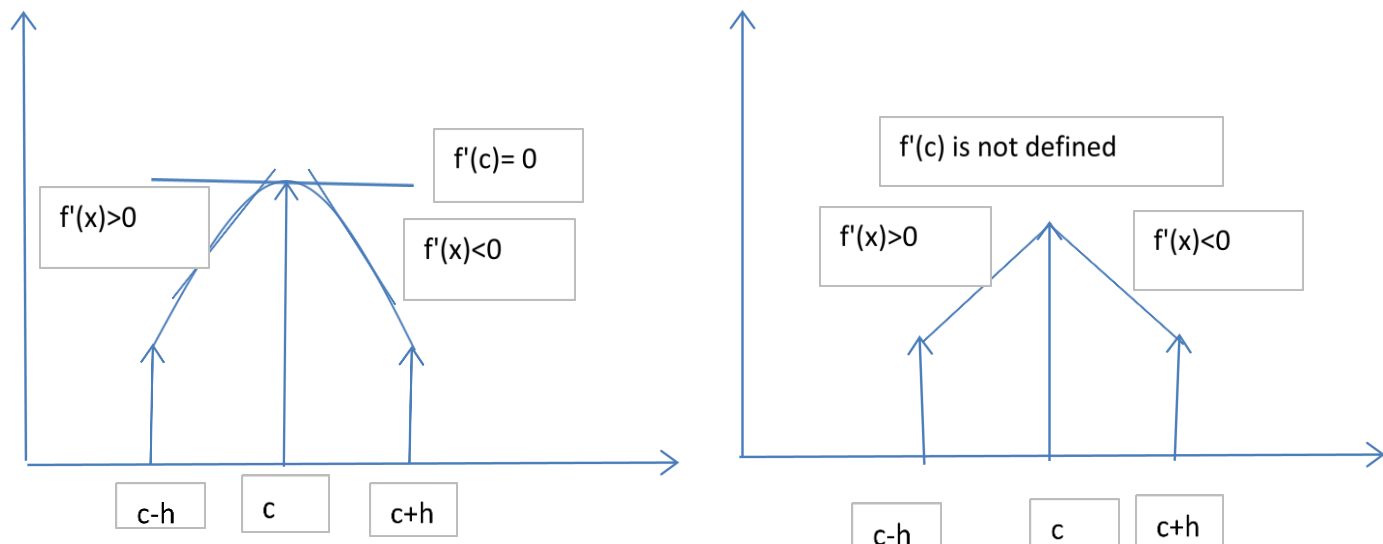 f'(c)= 0
f'(x)>0
f'(x)<0
c-h
c
c+h
f'(c) is not defined
f'(x)>0
f'(x)<0
c-h
c
c+h